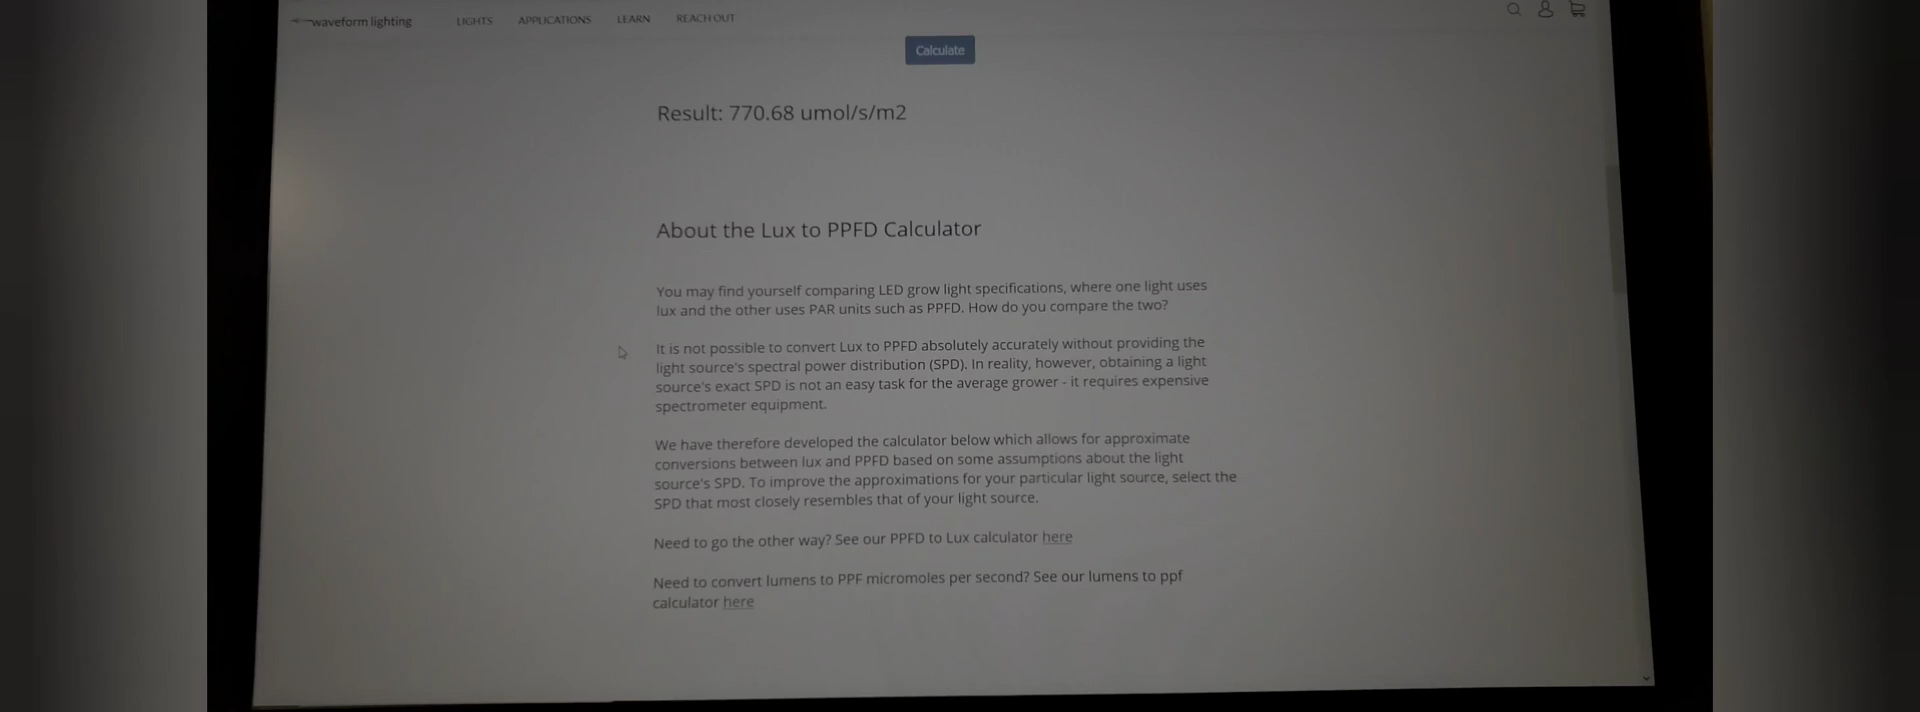 waveform lighting LIGHTS APPLICATIONS LEARN REACH OUT
Calculate
Result: 770.68 umol/s/m2
About the Lux to PPFD Calculator
You may find yourself comparing LED grow light specifications, where one light uses
lux and the other uses PAR units such as PPFD. How do you compare the two?
It is not possible to convert Lux to PPFD absolutely accurately without providing the
light source's spectral power distribution (SPD). In reality, however, obtaining a light
source's exact SPD is not an easy task for the average grower - it requires expensive
spectrometer equipment.
We have therefore developed the calculator below which allows for approximate
conversions between lux and PPFD based on some assumptions about the light
source's SPD. To improve the approximations for your particular light source, select the
SPD that most closely resembles that of your light source.
Need to go the other way? See our PPFD to Lux calculator here
Need to convert lumens to PPF micromoles per second? See our lumens to ppf
calculator here